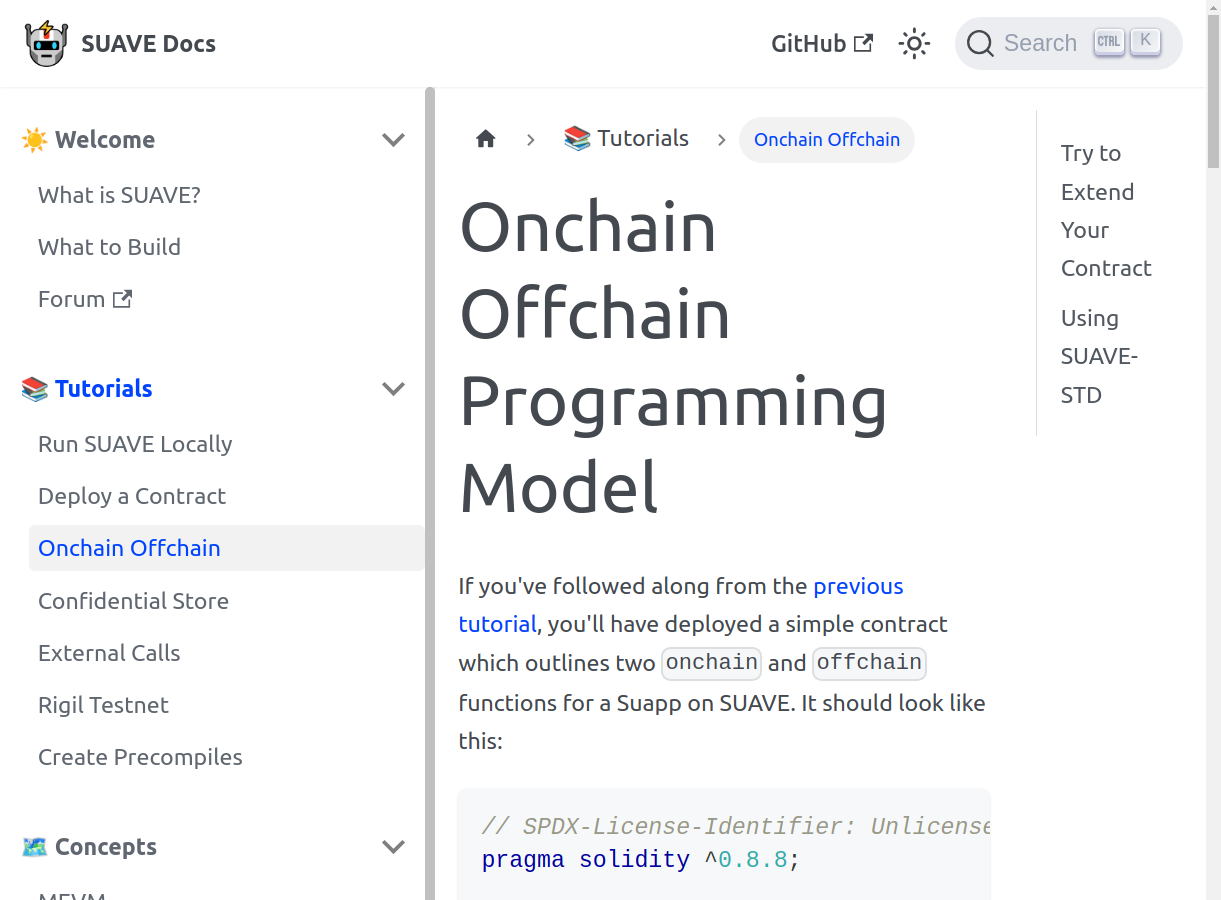 SUAVE Docs
GitHub
Search CTRL K
☀️ Welcome
What is SUAVE?
What to Build
Forum
📚 Tutorials
Run SUAVE Locally
Deploy a Contract
Onchain Offchain
Confidential Store
External Calls
Rigil Testnet
Create Precompiles
🗺️ Concepts
MEVM
📚 Tutorials
Onchain Offchain
Onchain
Offchain
Programming
Model
If you've followed along from the previous
tutorial, you'll have deployed a simple contract
which outlines two onchain and offchain
functions for a Suapp on SUAVE. It should look like
this:
// SPDX-License-Identifier: Unlicense
pragma solidity ^0.8.8;
Try to
Extend
Your
Contract
Using
SUAVE-
STD